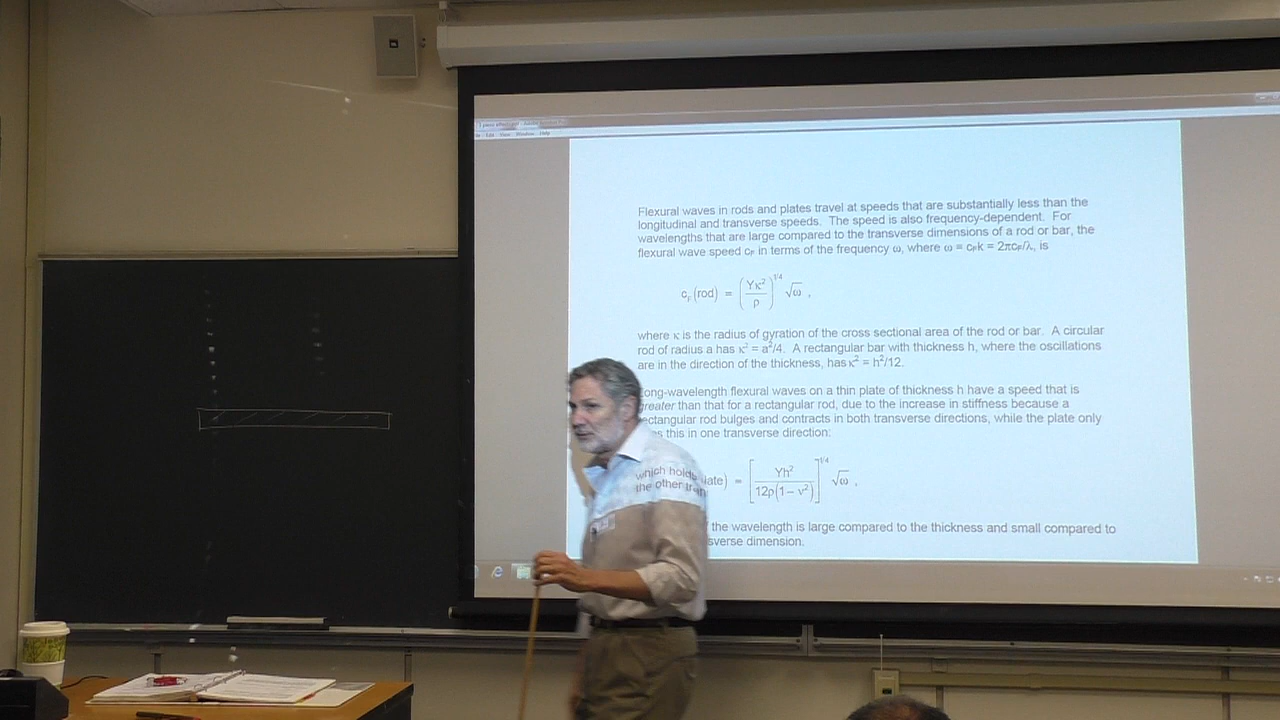 Edit View Window Help
Flexural waves in rods and plates travel at speeds that are substantially less than the
longitudinal and transverse speeds. The speed is also frequency-dependent. For
wavelengths that are large compared to the transverse dimensions of a rod or bar, the
flexural wave speed cF in terms of the frequency ω, where ω = cFk = 2πcF/λ, is
cF(rod) = (Yκ²/ρ)^1/4 √ω ,
where κ is the radius of gyration of the cross sectional area of the rod or bar. A circular
rod of radius a has κ² = a²/4. A rectangular bar with thickness h, where the oscillations
are in the direction of the thickness, has κ² = h²/12.
ong-wavelength flexural waves on a thin plate of thickness h have a speed that is
eater than that for a rectangular rod, due to the increase in stiffness because a
ectangular rod bulges and contracts in both transverse directions, while the plate only
s this in one transverse direction:
late) = [Yh²/12ρ(1−ν²)]^1/4 √ω ,
which holds the wavelength is large compared to the thickness and small compared to
the other tran sverse dimension.